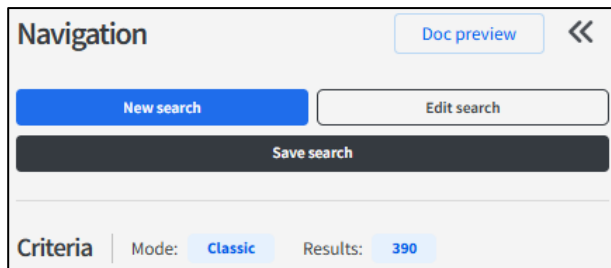 Navigation Doc preview
New search Edit search
Save search
Criteria Mode: Classic Results: 390